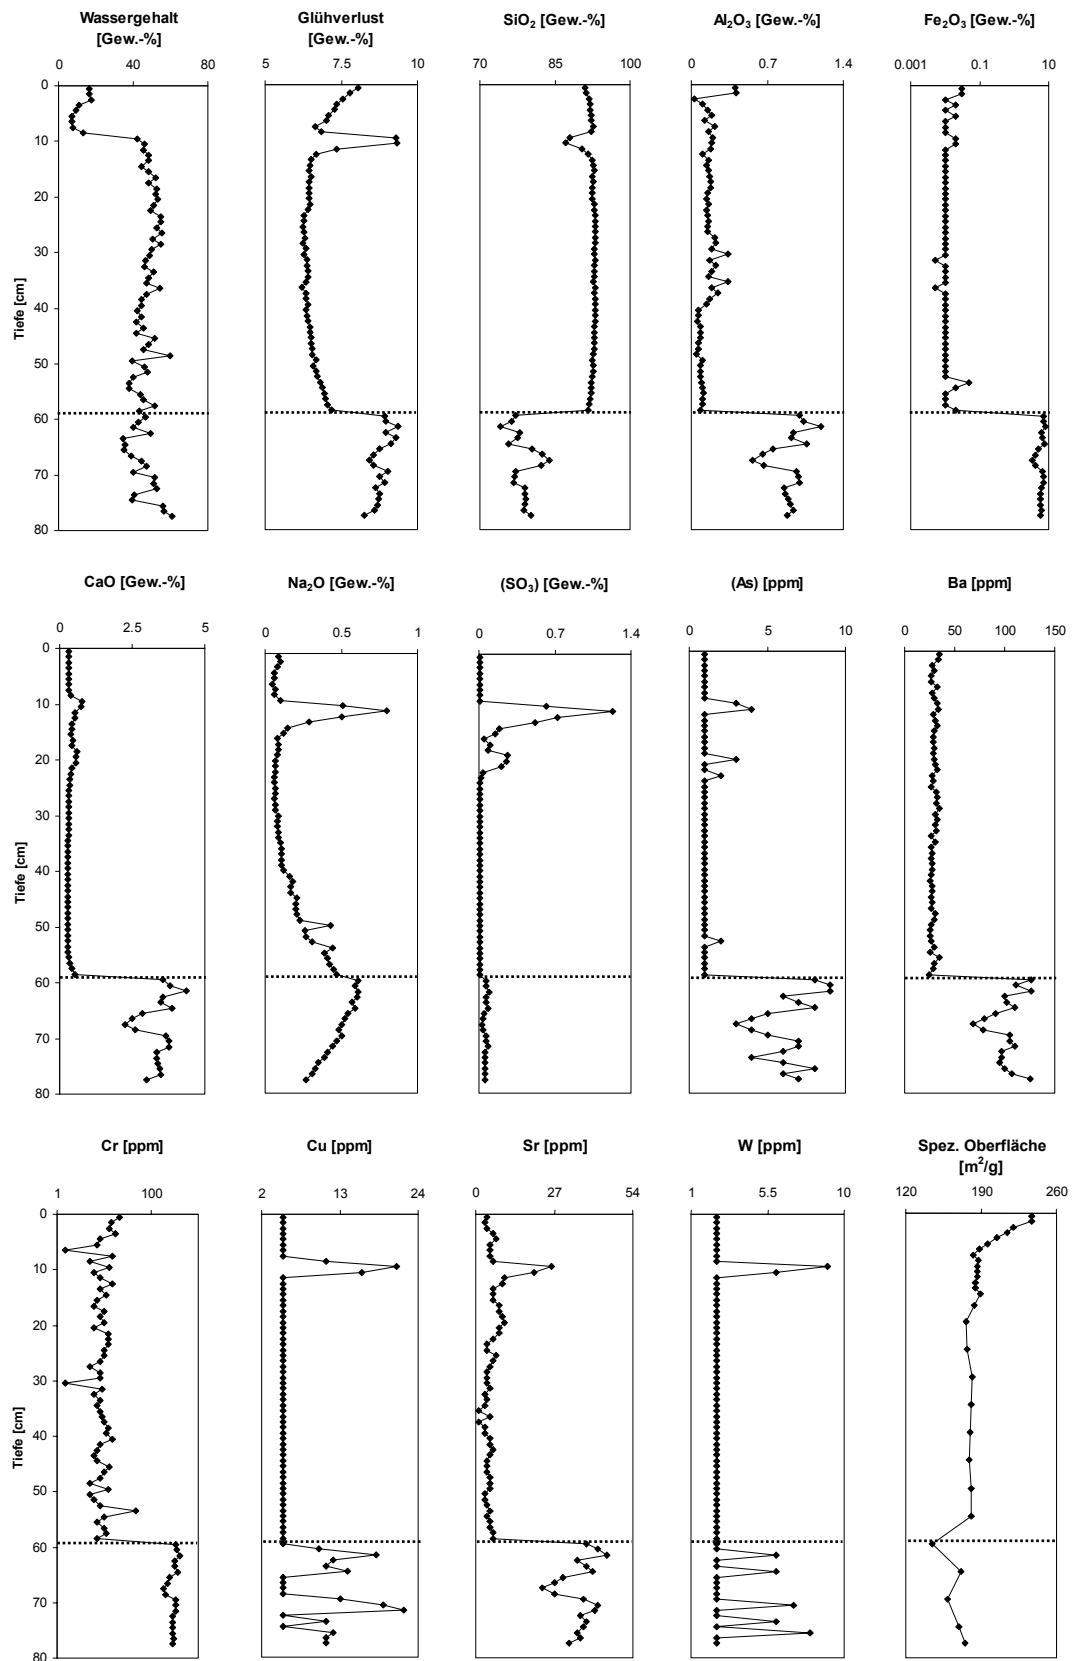 Wassergehalt Glühverlust SiO₂ [Gew.-%] Al₂O₃ [Gew.-%] Fe₂O₃ [Gew.-%]
[Gew.-%] [Gew.-%]
0 40 80 5 7.5 10 70 85 100 0 0.7 1.4 0.001 0.1 10
0
10
20
30
Tiefe [cm]
40
50
60
70
80
CaO [Gew.-%] Na₂O [Gew.-%] (SO₃) [Gew.-%] (As) [ppm] Ba [ppm]
0 2.5 5 0 0.5 1 0 0.7 1.4 0 5 10 0 50 100 150
0
10
20
30
Tiefe [cm]
40
50
60
70
80
Cr [ppm] Cu [ppm] Sr [ppm] W [ppm] Spez. Oberfläche
[m²/g]
1 100 2 13 24 0 27 54 1 5.5 10 120 190 260
0
10
20
30
Tiefe [cm]
40
50
60
70
80